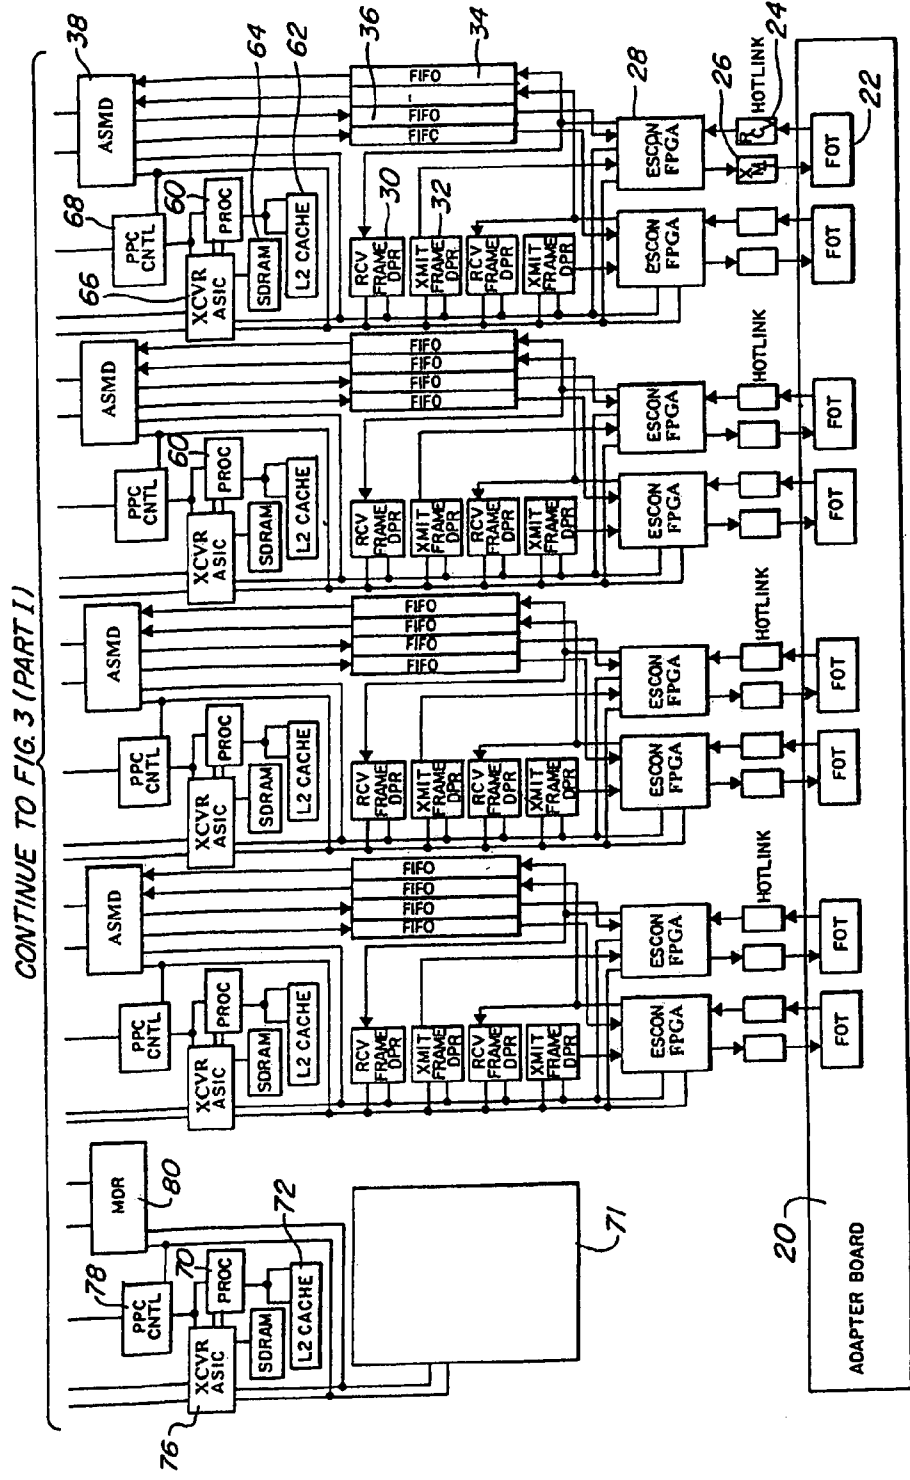 CONTINUE TO FIG. 3 (PART I)
MDR
80
78
PPC
CNTL
70
PROC
XCVR
ASIC
76
SDRAM
72
L2 CACHE
71
ASMD
PPC
CNTL
PROC
XCVR
ASIC
SDRAM
L2 CACHE
FIFO
FIFO
FIFO
FIFO
RCV
FRAME
DPR
XMIT
FRAME
DPR
RCV
FRAME
DPR
XMIT
FRAME
DPR
ESCON
FPGA
ESCON
FPGA
HOTLINK
FOT
FOT
ASMD
PPC
CNTL
PROC
XCVR
ASIC
SDRAM
L2 CACHE
FIFO
FIFO
FIFO
FIFO
RCV
FRAME
DPR
XMIT
FRAME
DPR
RCV
FRAME
DPR
XMIT
FRAME
DPR
ESCON
FPGA
ESCON
FPGA
HOTLINK
FOT
FOT
ASMD
PPC
CNTL
60
PROC
XCVR
ASIC
SDRAM
L2 CACHE
FIFO
FIFO
FIFO
FIFO
RCV
FRAME
DPR
XMIT
FRAME
DPR
RCV
FRAME
DPR
XMIT
FRAME
DPR
ESCON
FPGA
ESCON
FPGA
HOTLINK
FOT
FOT
ASMD
38
68
PPC
CNTL
60
PROC
66
XCVR
ASIC
SDRAM
64
L2 CACHE
62
36
34
FIFO
FIFO
FIFC
RCV
FRAME
DPR
30
XMIT
FRAME
DPR
32
RCV
FRAME
DPR
XMIT
FRAME
DPR
ESCON
FPGA
ESCON
FPGA
28
26
24
HOTLINK
FOT
FOT
22
20
ADAPTER BOARD